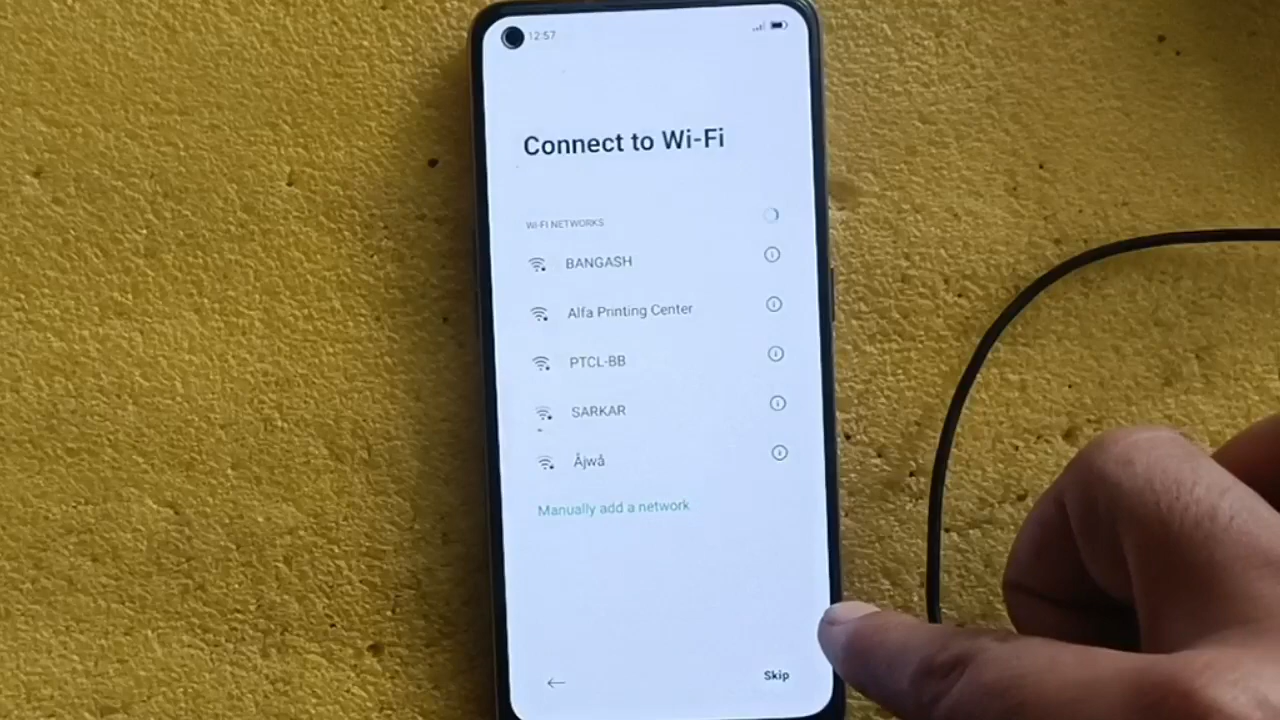 12:57
Connect to Wi-Fi
WI-FI NETWORKS
BANGASH
Alfa Printing Center
PTCL-BB
SARKAR
Åjwå
Manually add a network
Skip